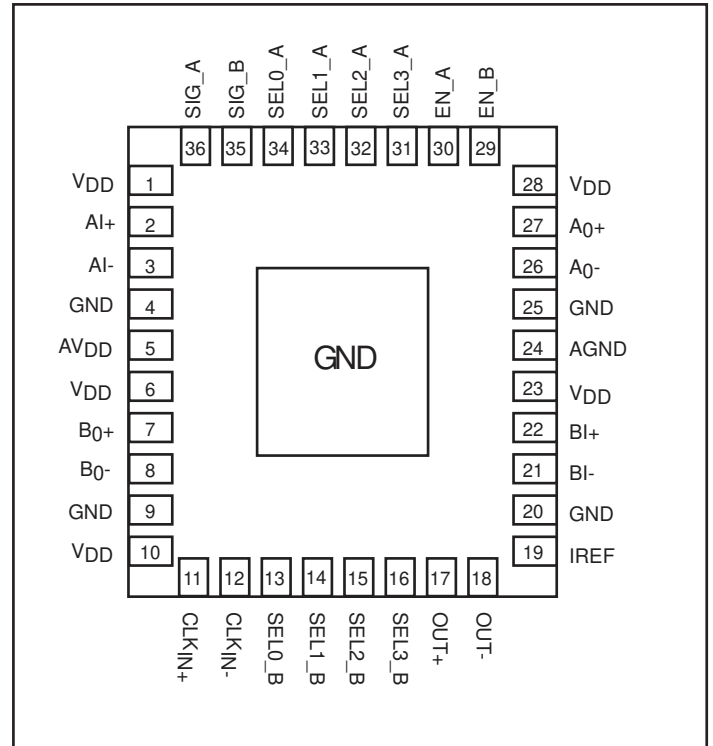 SIG_A
SIG_B
SEL0_A
SEL1_A
SEL2_A
SEL3_A
EN_A
EN_B
36 35 34 33 32 31 30 29
VDD 1
28 VDD
AI+ 2
27 A0+
AI- 3
26 A0-
GND 4
25 GND
AVDD 5
24 AGND
GND
VDD 6
23 VDD
B0+ 7
22 BI+
B0- 8
21 BI-
GND 9
20 GND
VDD 10
19 IREF
11 12 13 14 15 16 17 18
CLKIN+
CLKIN-
SEL0_B
SEL1_B
SEL2_B
SEL3_B
OUT+
OUT-